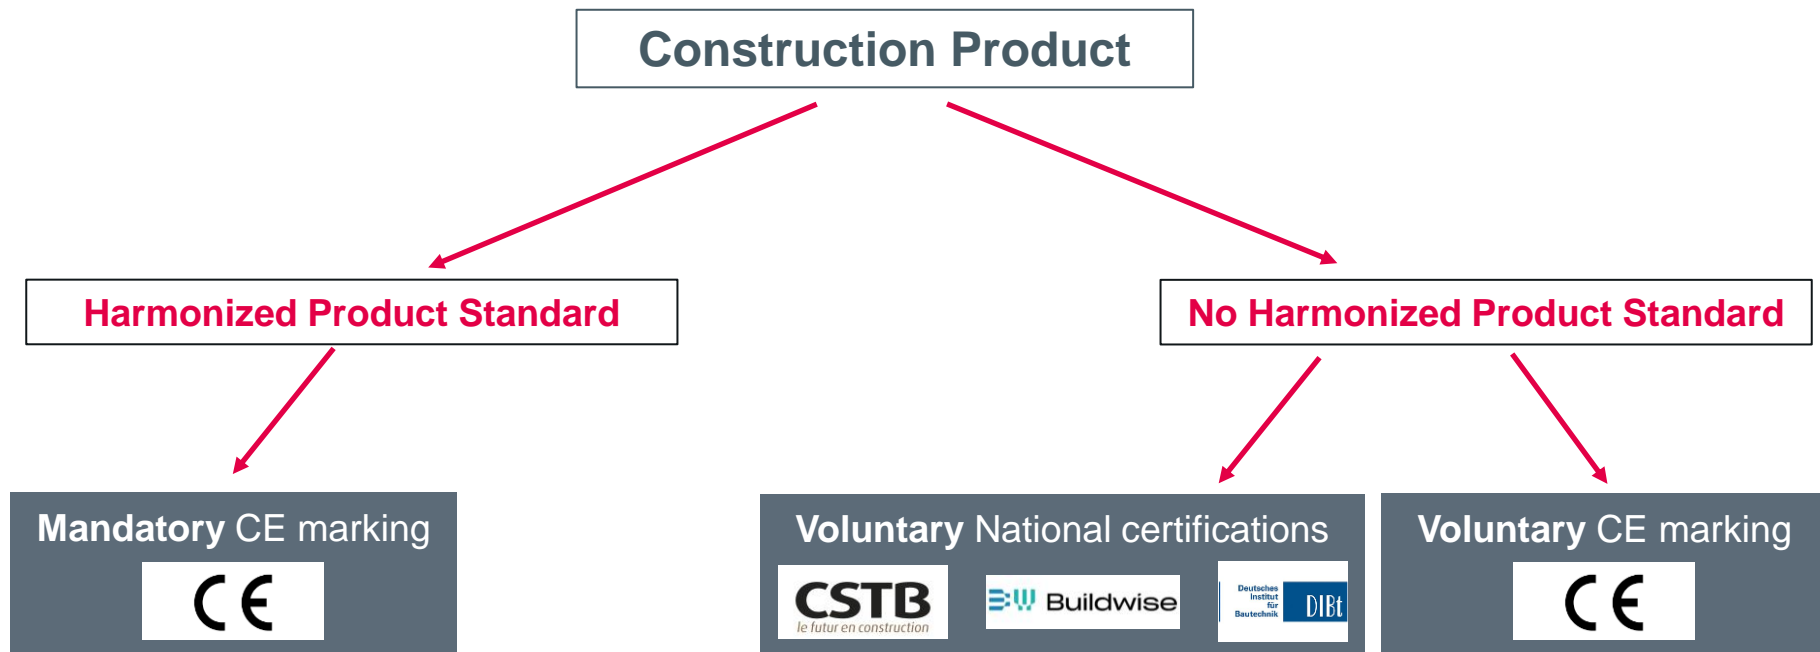 Construction Product
Harmonized Product Standard
No Harmonized Product Standard
Mandatory CE marking
CE
Voluntary National certifications
CSTB
le futur en construction
Buildwise
Deutsches
Institut
für
Bautechnik
DIBt
Voluntary CE marking
CE